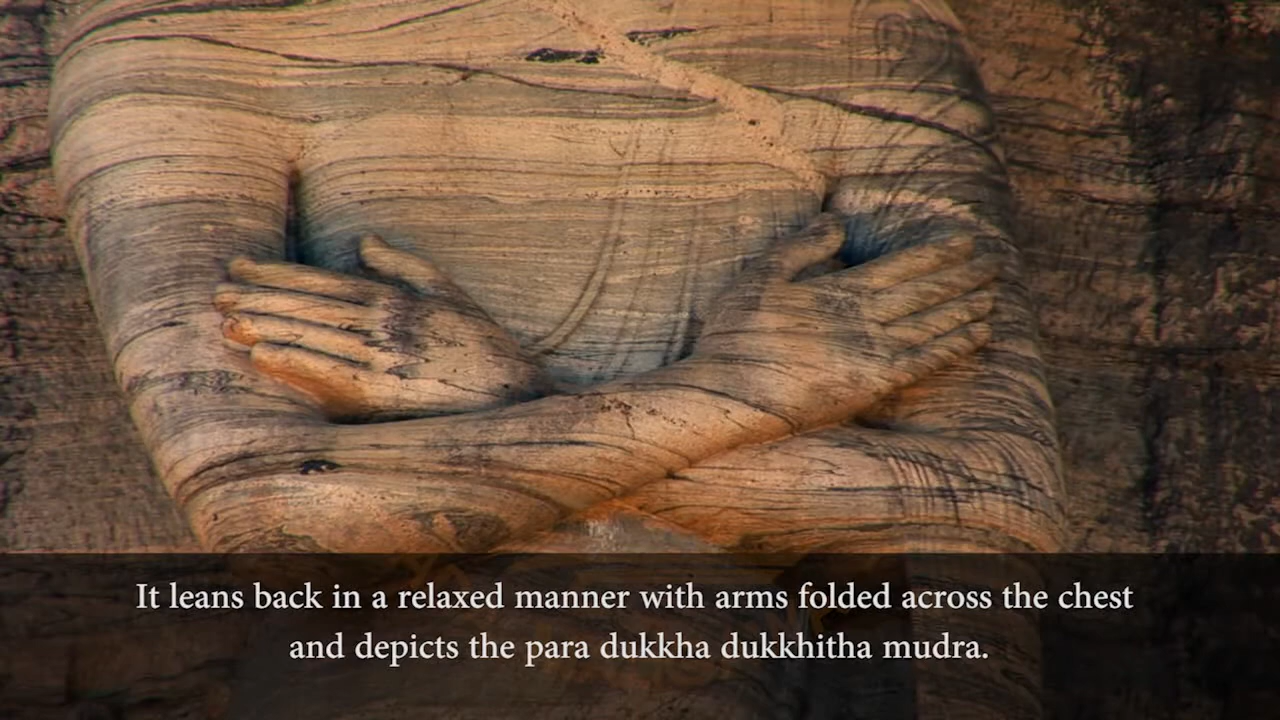 It leans back in a relaxed manner with arms folded across the chest
and depicts the para dukkha dukkhitha mudra.